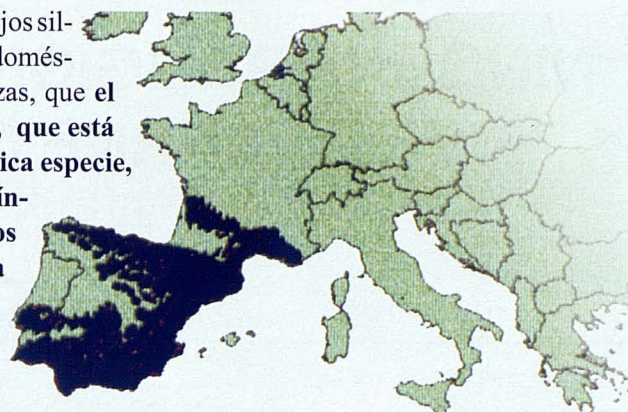 jos sil-
domés-
zas, que el
que está
ica especie,
ín-
os
a